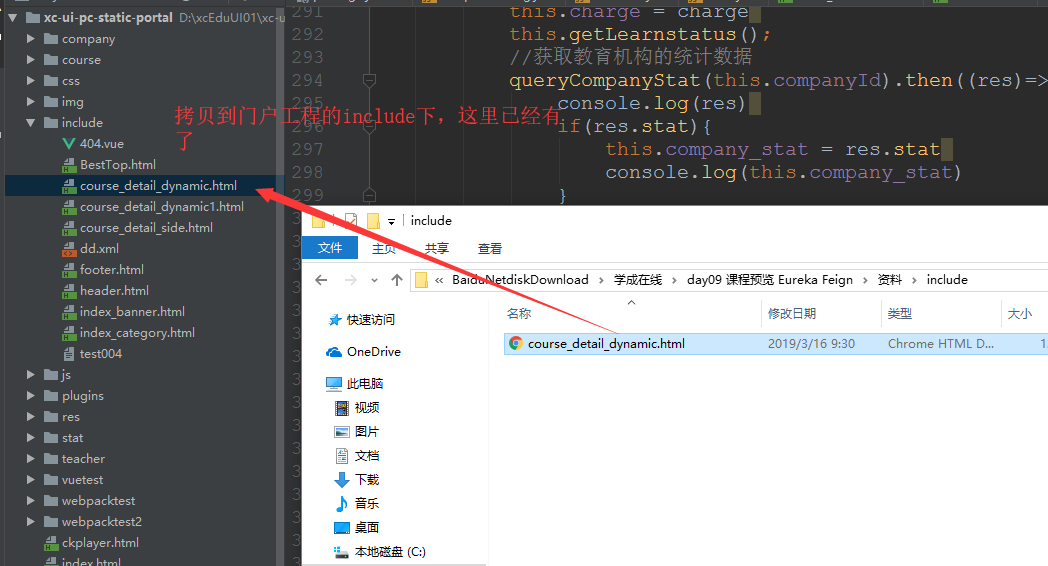 xc-ui-pc-static-portal D:\xcEduUI01\xc-u
company
course
css
img
include
404.vue
BestTop.html
course_detail_dynamic.html
course_detail_dynamic1.html
course_detail_side.html
dd.xml
footer.html
header.html
index_banner.html
index_category.html
test004
js
plugins
res
stat
teacher
vuetest
webpacktest
webpacktest2
ckplayer.html
index.html
拷贝到门户工程的include下，这里已经有
了
291 this.charge = charge
292 this.getLearnstatus();
293 //获取教育机构的统计数据
294 queryCompanyStat(this.companyId).then((res)=>
295 console.log(res)
296 if(res.stat){
297 this.company_stat = res.stat
298 console.log(this.company_stat)
299 }
include
文件 主页 共享 查看
« BaiduNetdiskDownload › 学成在线 › day09 课程预览 Eureka Feign › 资料 › include
名称 修改日期 类型 大小
course_detail_dynamic.html 2019/3/16 9:30 Chrome HTML D...
快速访问
OneDrive
此电脑
视频
图片
文档
下载
音乐
桌面
本地磁盘 (C:)